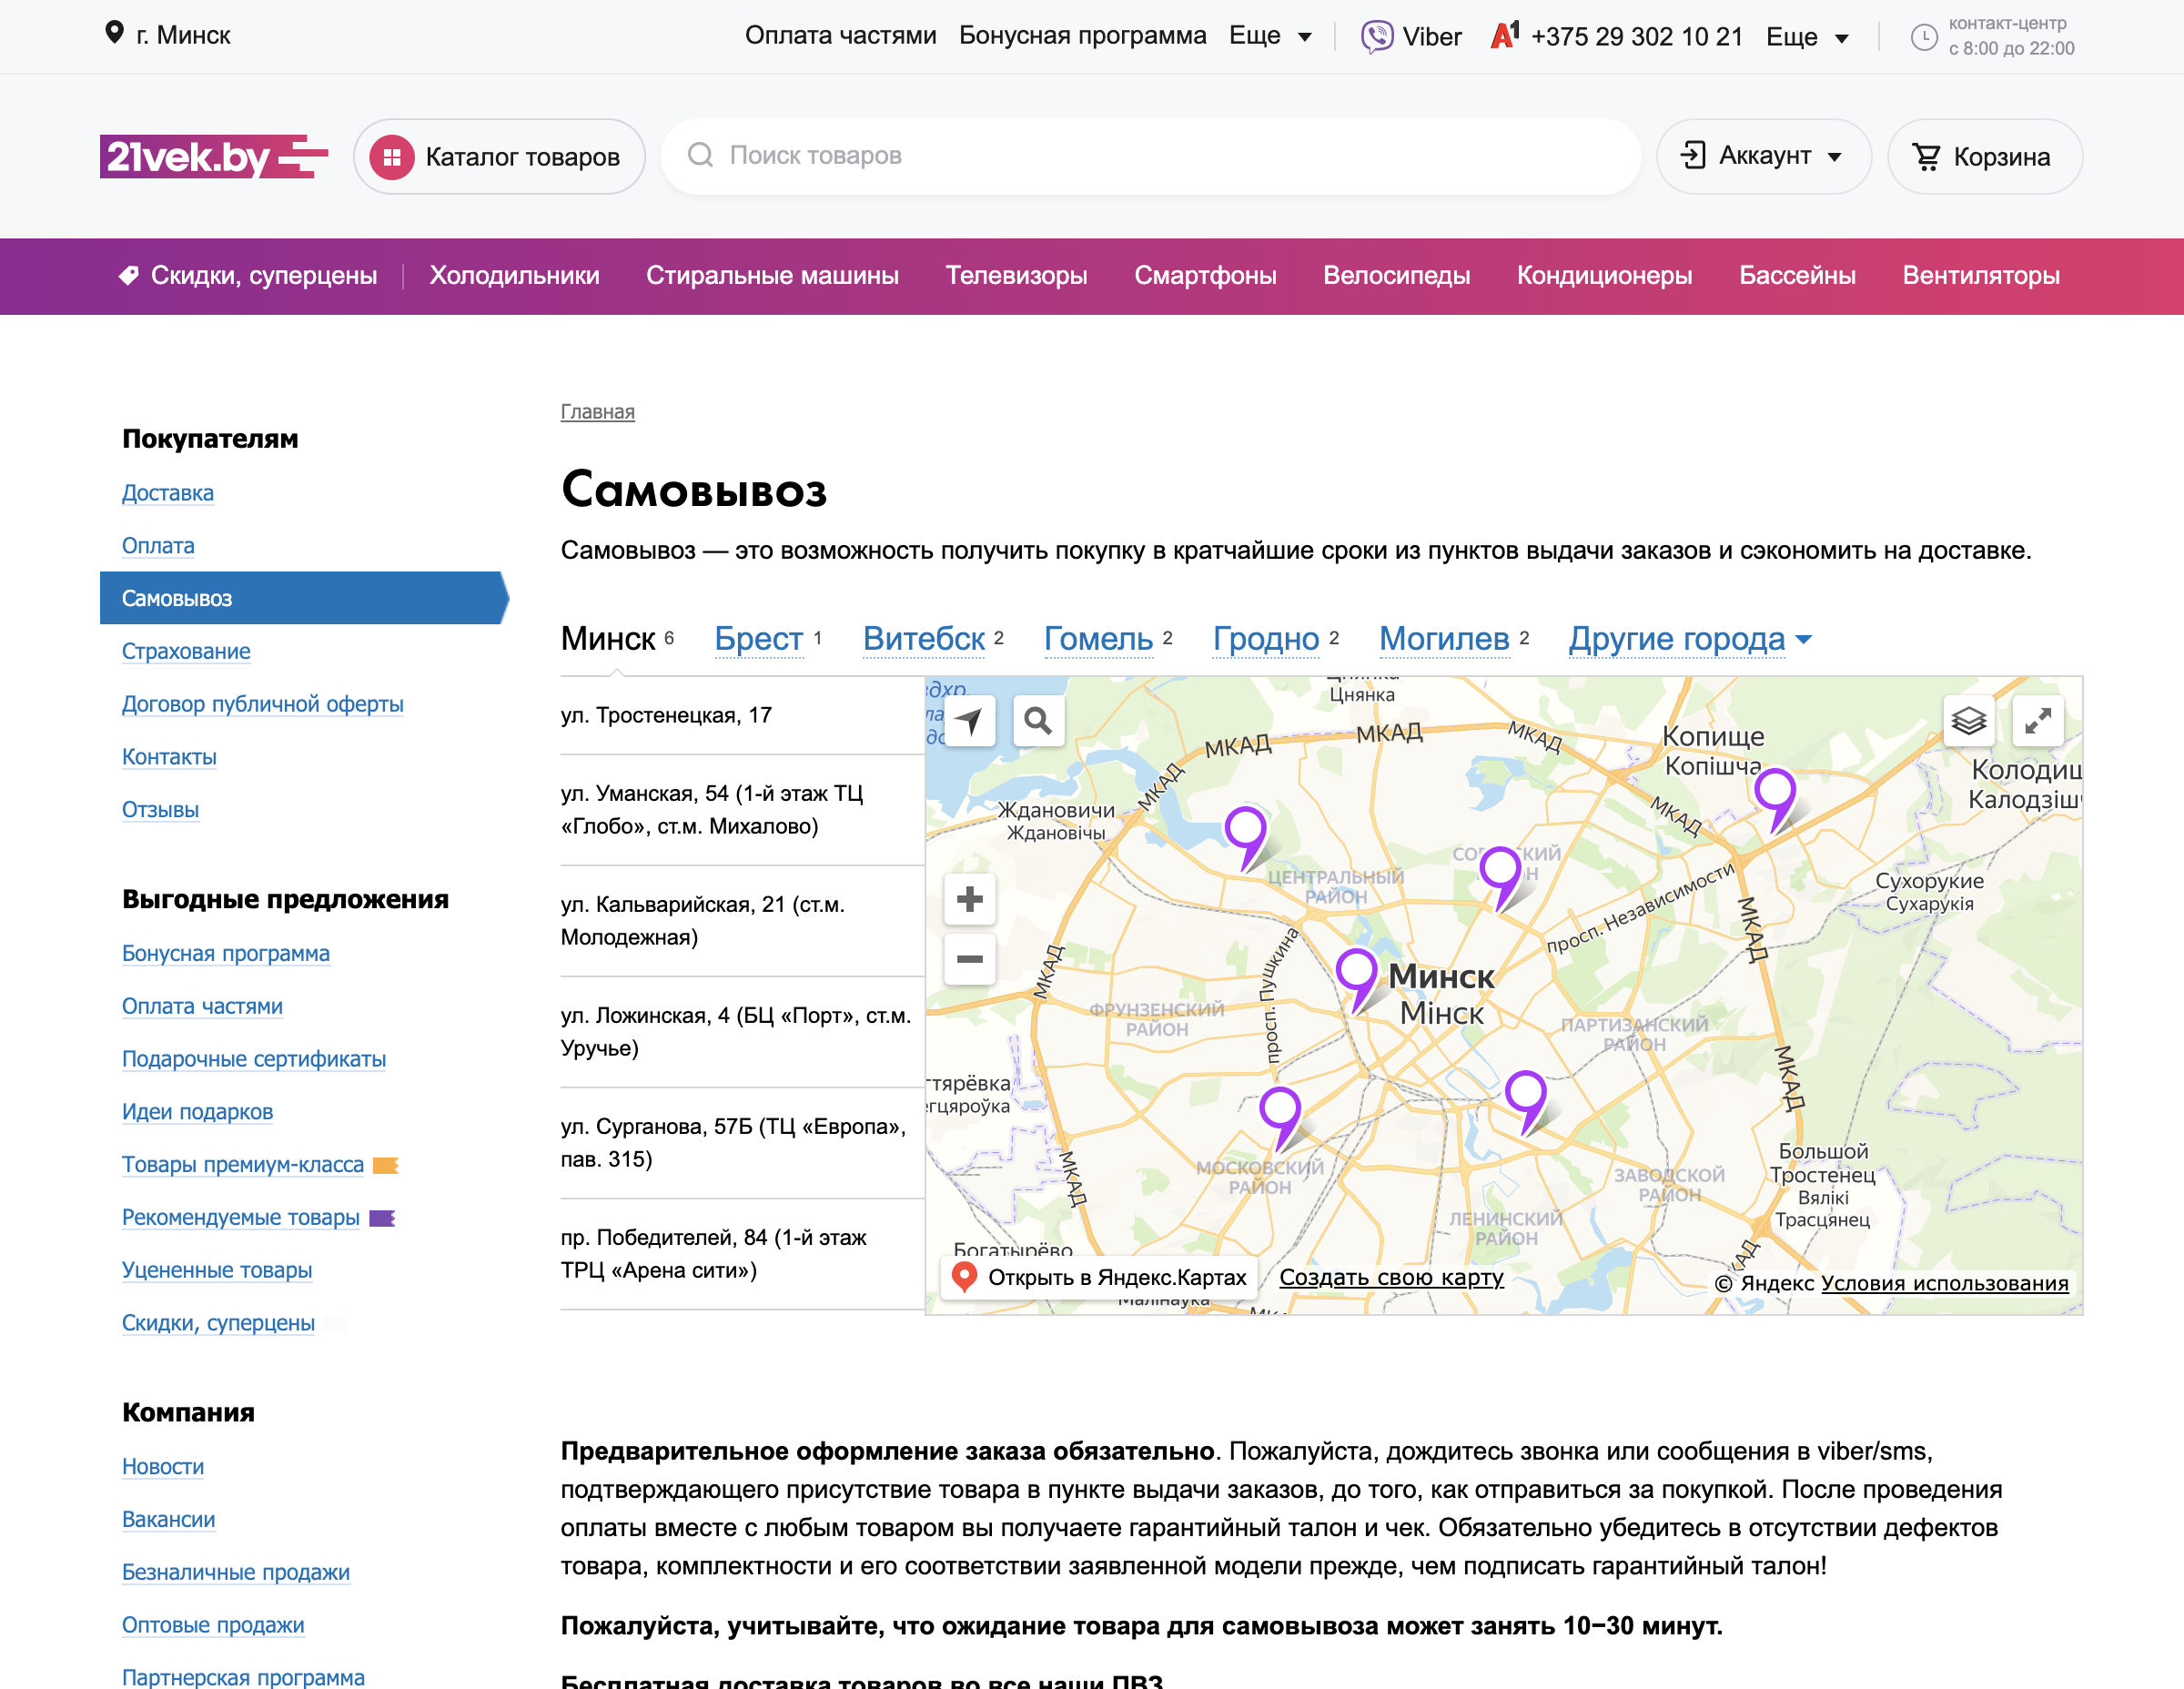 г. Минск
Оплата частями Бонусная программа Еще Viber A1 +375 29 302 10 21 Еще
контакт-центр
с 8:00 до 22:00
21vek.by
Каталог товаров
Поиск товаров
Аккаунт
Корзина
Скидки, суперцены Холодильники Стиральные машины Телевизоры Смартфоны Велосипеды Кондиционеры Бассейны Вентиляторы
Покупателям
Доставка
Оплата
Самовывоз
Страхование
Договор публичной оферты
Контакты
Отзывы
Выгодные предложения
Бонусная программа
Оплата частями
Подарочные сертификаты
Идеи подарков
Товары премиум-класса
Рекомендуемые товары
Уцененные товары
Скидки, суперцены
Компания
Новости
Вакансии
Безналичные продажи
Оптовые продажи
Партнерская программа
Главная
Самовывоз
Самовывоз — это возможность получить покупку в кратчайшие сроки из пунктов выдачи заказов и сэкономить на доставке.
Минск 6 Брест 1 Витебск 2 Гомель 2 Гродно 2 Могилев 2 Другие города
ул. Тростенецкая, 17
ул. Уманская, 54 (1-й этаж ТЦ
«Глобо», ст.м. Михалово)
ул. Кальварийская, 21 (ст.м.
Молодежная)
ул. Ложинская, 4 (БЦ «Порт», ст.м.
Уручье)
ул. Сурганова, 57Б (ТЦ «Европа»,
пав. 315)
пр. Победителей, 84 (1-й этаж
ТРЦ «Арена сити»)
Цнянка
МКАД
МКАД
МКАД
Копище
Копішча
МКАД
МКАД
Ждановичи
Ждановічы
ЦЕНТРАЛЬНЫЙ
РАЙОН
просп. Независимости
Сухорукие
Сухарукія
МКАД
МКАД
просп. Пушкина
Минск
Мінск
ФРУНЗЕНСКИЙ
РАЙОН
ПАРТИЗАНСКИЙ
РАЙОН
МКАД
МКАД
МОСКОВСКИЙ
РАЙОН
Большой
Тростенец
Вялікі
Трасцянец
ЗАВОДСКОЙ
РАЙОН
ЛЕНИНСКИЙ
РАЙОН
Богатырёво
Открыть в Яндекс.Картах
Создать свою карту
© Яндекс Условия использования
Предварительное оформление заказа обязательно. Пожалуйста, дождитесь звонка или сообщения в viber/sms,
подтверждающего присутствие товара в пункте выдачи заказов, до того, как отправиться за покупкой. После проведения
оплаты вместе с любым товаром вы получаете гарантийный талон и чек. Обязательно убедитесь в отсутствии дефектов
товара, комплектности и его соответствии заявленной модели прежде, чем подписать гарантийный талон!
Пожалуйста, учитывайте, что ожидание товара для самовывоза может занять 10–30 минут.
Бесплатная доставка товаров во все наши ПВЗ